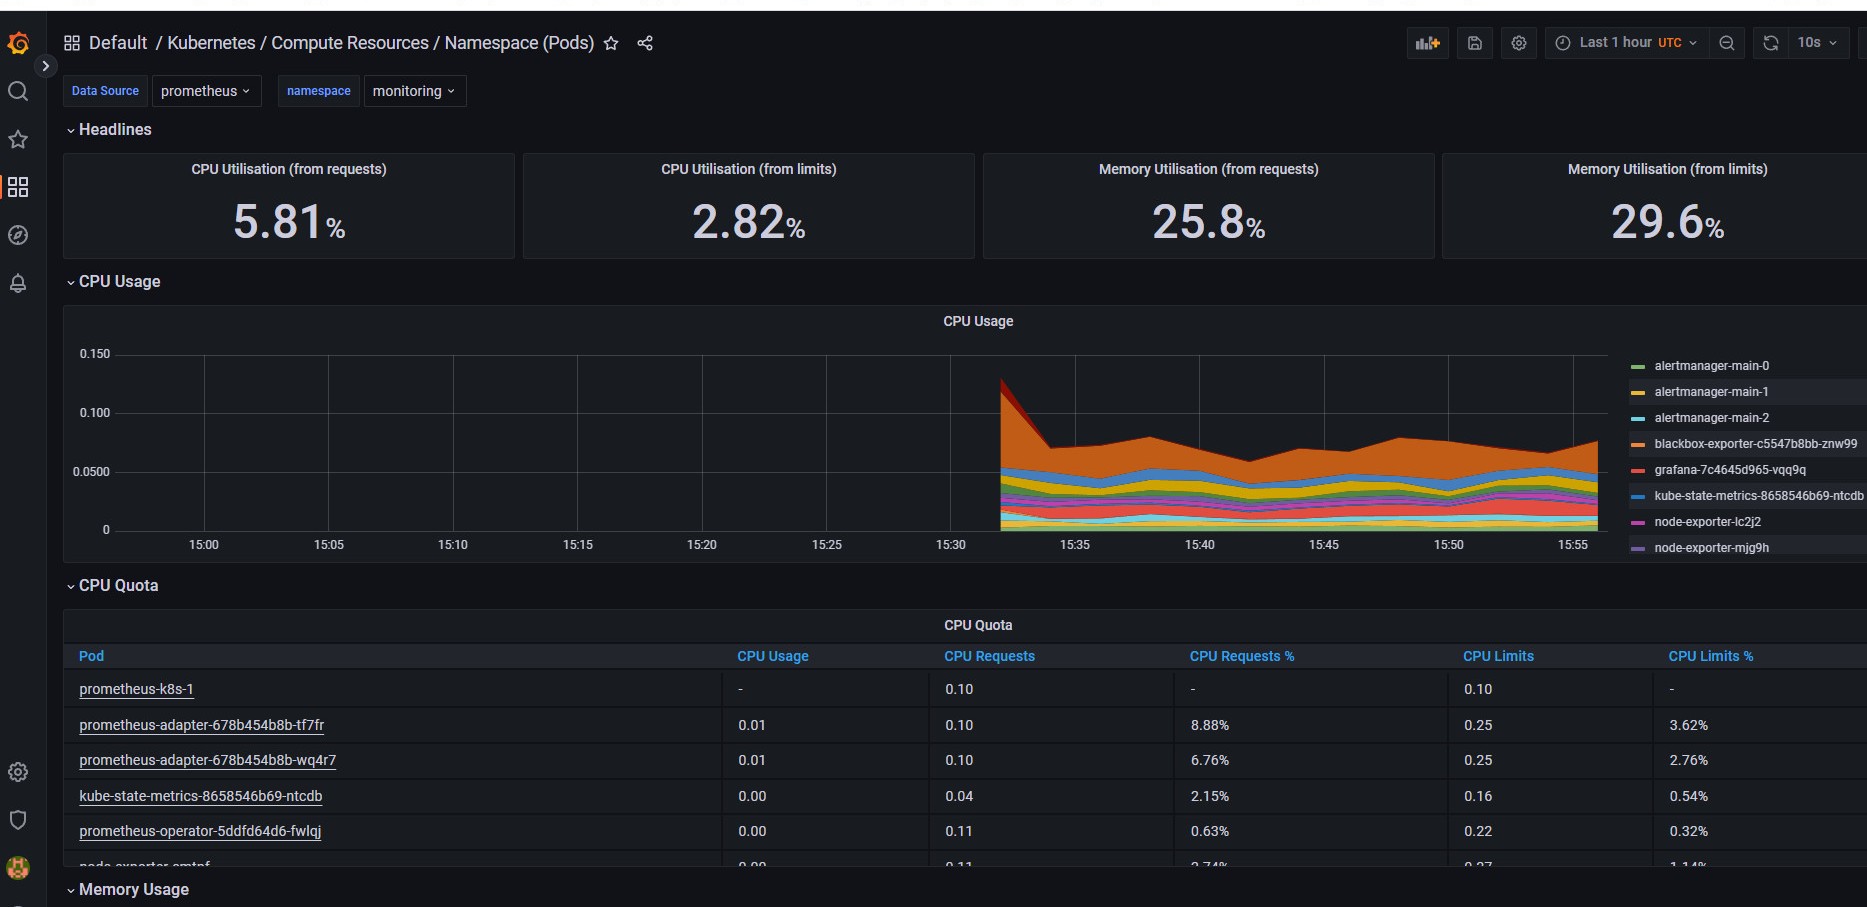 Default / Kubernetes / Compute Resources / Namespace (Pods)
Last 1 hour UTC
10s
Data Source prometheus namespace monitoring
Headlines
CPU Utilisation (from requests)
5.81%
CPU Utilisation (from limits)
2.82%
Memory Utilisation (from requests)
25.8%
Memory Utilisation (from limits)
29.6%
CPU Usage
CPU Usage
0.150
0.100
0.0500
0
15:00 15:05 15:10 15:15 15:20 15:25 15:30 15:35 15:40 15:45 15:50 15:55
alertmanager-main-0
alertmanager-main-1
alertmanager-main-2
blackbox-exporter-c5547b8bb-znw99
grafana-7c4645d965-vqq9q
kube-state-metrics-8658546b69-ntcdb
node-exporter-lc2j2
node-exporter-mjg9h
CPU Quota
CPU Quota
Pod CPU Usage CPU Requests CPU Requests % CPU Limits CPU Limits %
prometheus-k8s-1 - 0.10 - 0.10 -
prometheus-adapter-678b454b8b-tf7fr 0.01 0.10 8.88% 0.25 3.62%
prometheus-adapter-678b454b8b-wq4r7 0.01 0.10 6.76% 0.25 2.76%
kube-state-metrics-8658546b69-ntcdb 0.00 0.04 2.15% 0.16 0.54%
prometheus-operator-5ddfd64d6-fwlqj 0.00 0.11 0.63% 0.22 0.32%
Memory Usage